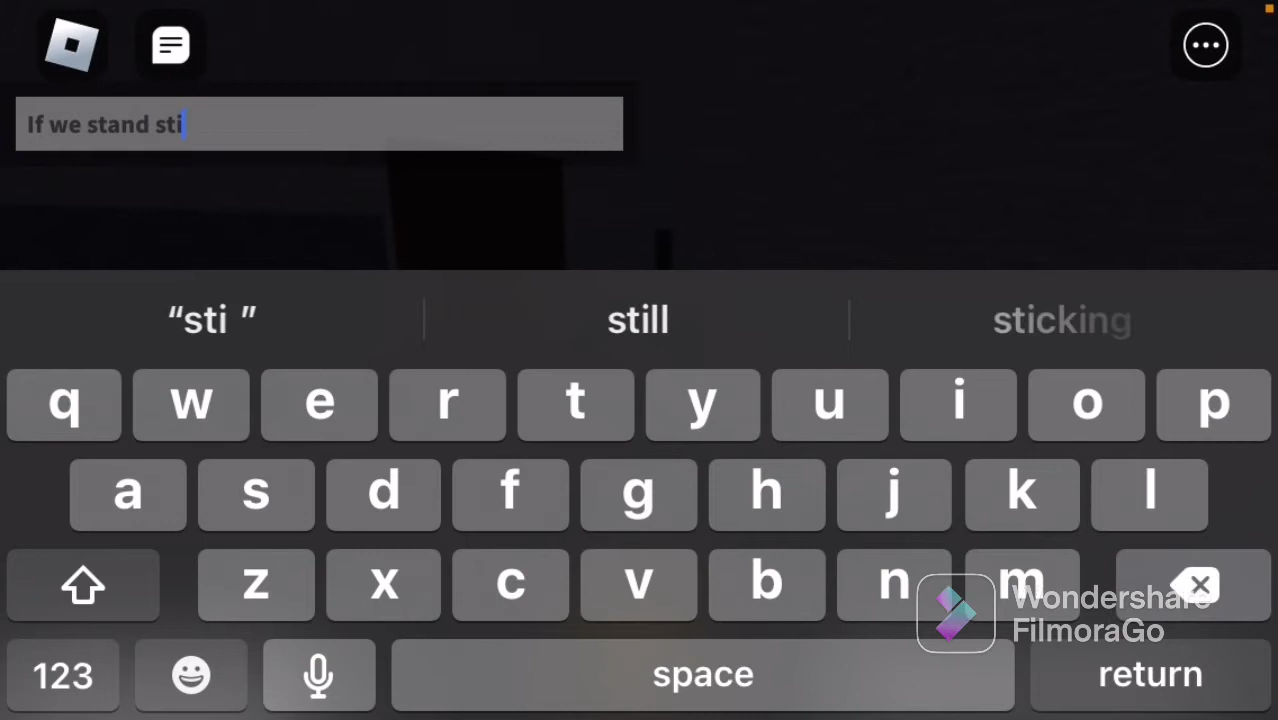 If we stand sti
“sti ” still sticking
q w e r t y u i o p
a s d f g h j k l
z x c v b n m
Wondershare
FilmoraGo
123 space return